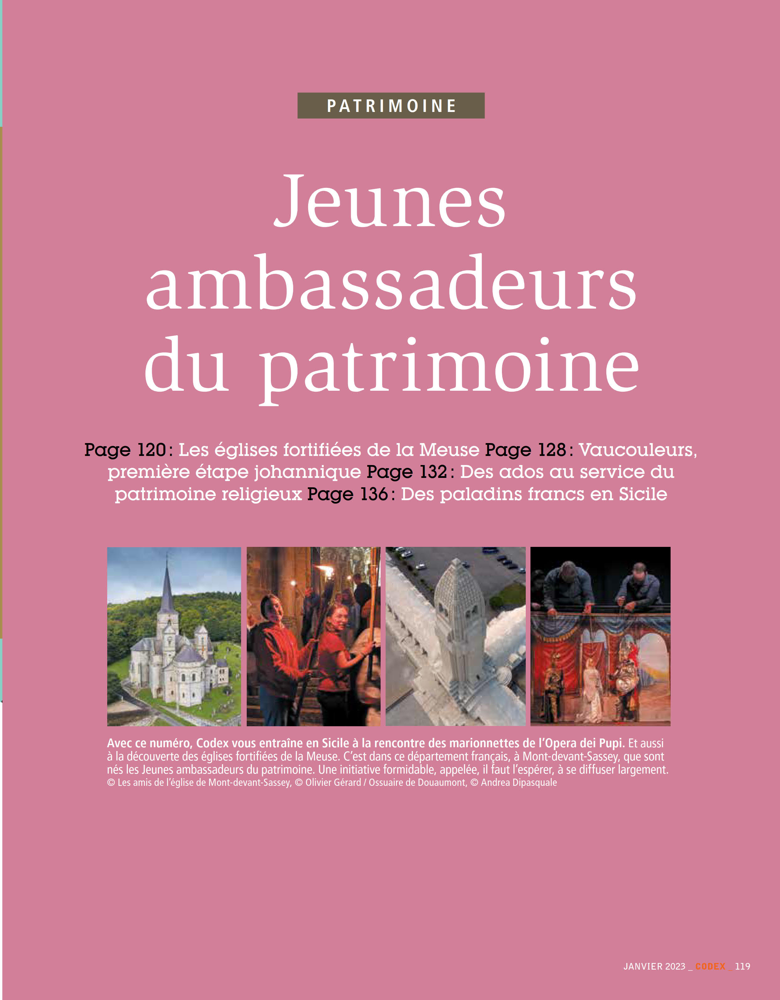 PATRIMOINE
Jeunes
ambassadeurs
du patrimoine
Page 120 : Les églises fortifiées de la Meuse Page 128 : Vaucouleurs,
première étape johannique Page 132 : Des ados au service du
patrimoine religieux Page 136 : Des paladins francs en Sicile
Avec ce numéro, Codex vous entraîne en Sicile à la rencontre des marionnettes de l’Opera dei Pupi. Et aussi
à la découverte des églises fortifiées de la Meuse. C’est dans ce département français, à Mont-devant-Sassey, que sont
nés les Jeunes ambassadeurs du patrimoine. Une initiative formidable, appelée, il faut l’espérer, à se diffuser largement.
© Les amis de l’église de Mont-devant-Sassey, © Olivier Gérard / Ossuaire de Douaumont, © Andrea Dipasquale
JANVIER 2023 _ CODEX _ 119